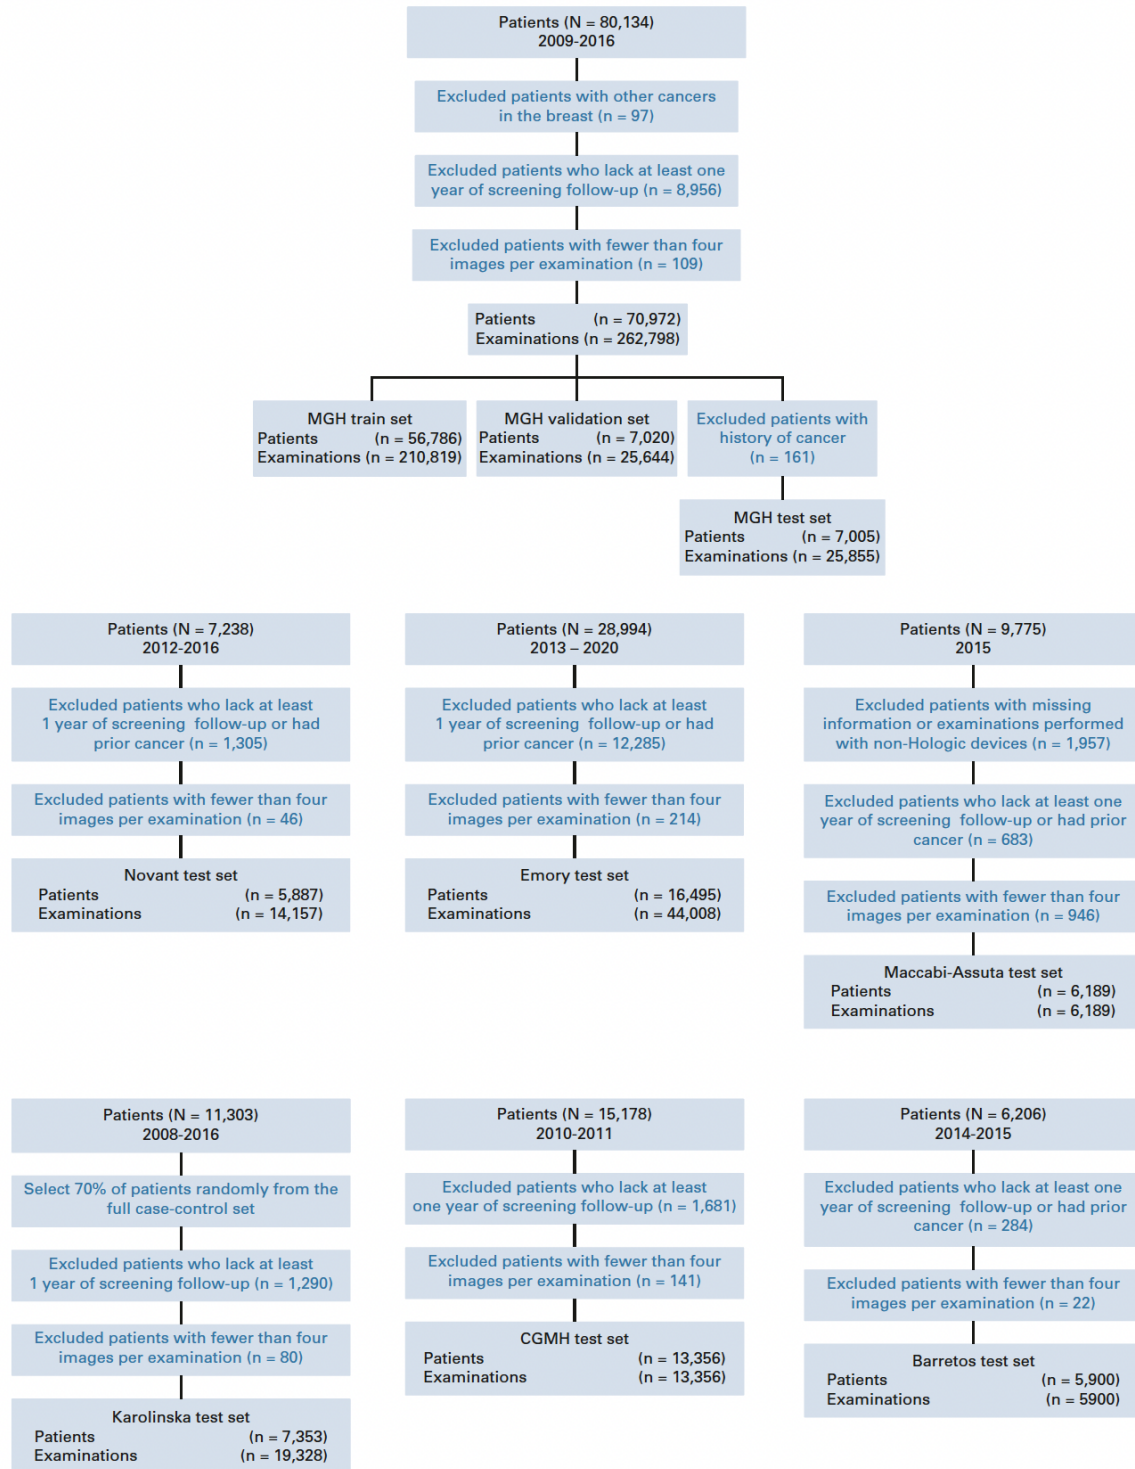 Patients (N = 80,134)
2009-2016
Excluded patients with other cancers
in the breast (n = 97)
Excluded patients who lack at least one
year of screening follow-up (n = 8,956)
Excluded patients with fewer than four
images per examination (n = 109)
Patients (n = 70,972)
Examinations (n = 262,798)
MGH train set
Patients (n = 56,786)
Examinations (n = 210,819)
MGH validation set
Patients (n = 7,020)
Examinations (n = 25,644)
Excluded patients with
history of cancer
(n = 161)
MGH test set
Patients (n = 7,005)
Examinations (n = 25,855)
Patients (N = 7,238)
2012-2016
Excluded patients who lack at least
1 year of screening follow-up or had
prior cancer (n = 1,305)
Excluded patients with fewer than four
images per examination (n = 46)
Novant test set
Patients (n = 5,887)
Examinations (n = 14,157)
Patients (N = 28,994)
2013 – 2020
Excluded patients who lack at least
1 year of screening follow-up or had
prior cancer (n = 12,285)
Excluded patients with fewer than four
images per examination (n = 214)
Emory test set
Patients (n = 16,495)
Examinations (n = 44,008)
Patients (N = 9,775)
2015
Excluded patients with missing
information or examinations performed
with non-Hologic devices (n = 1,957)
Excluded patients who lack at least one
year of screening follow-up or had prior
cancer (n = 683)
Excluded patients with fewer than four
images per examination (n = 946)
Maccabi-Assuta test set
Patients (n = 6,189)
Examinations (n = 6,189)
Patients (N = 11,303)
2008-2016
Select 70% of patients randomly from the
full case-control set
Excluded patients who lack at least
1 year of screening follow-up (n = 1,290)
Excluded patients with fewer than four
images per examination (n = 80)
Karolinska test set
Patients (n = 7,353)
Examinations (n = 19,328)
Patients (N = 15,178)
2010-2011
Excluded patients who lack at least
one year of screening follow-up (n = 1,681)
Excluded patients with fewer than four
images per examination (n = 141)
CGMH test set
Patients (n = 13,356)
Examinations (n = 13,356)
Patients (N = 6,206)
2014-2015
Excluded patients who lack at least one
year of screening follow-up or had prior
cancer (n = 284)
Excluded patients with fewer than four
images per examination (n = 22)
Barretos test set
Patients (n = 5,900)
Examinations (n = 5900)